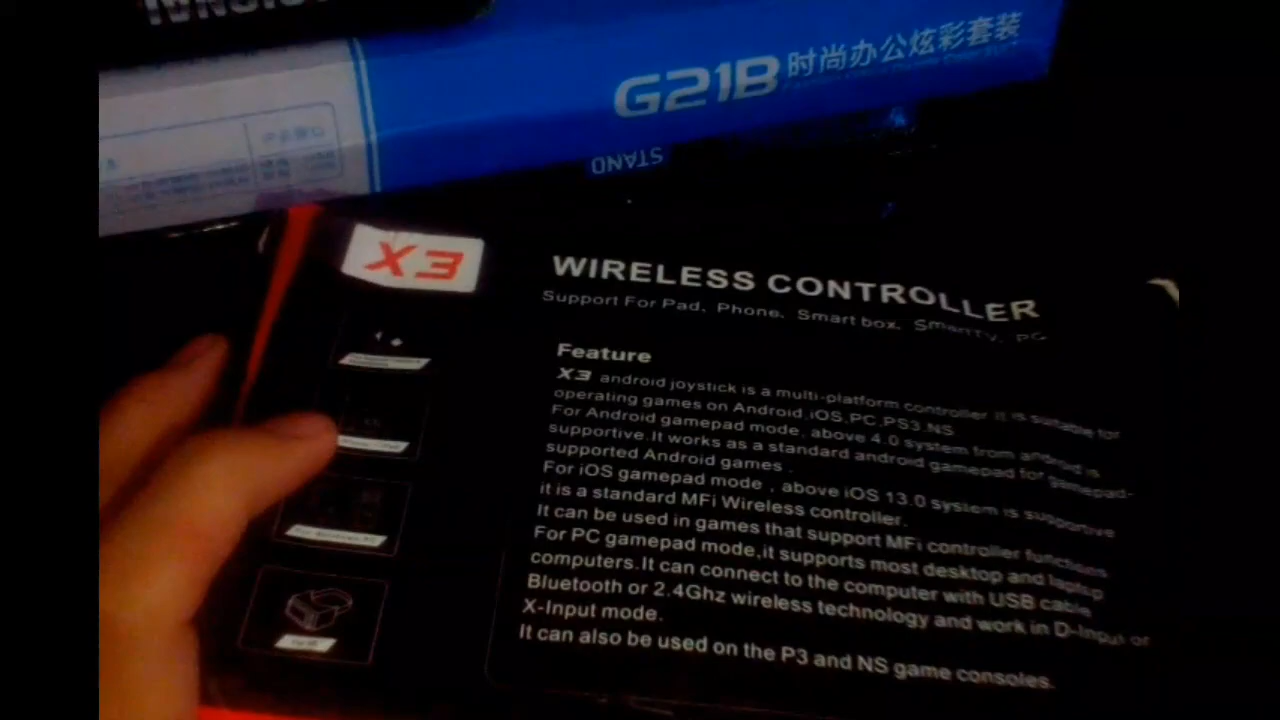 G21B 时尚办公炫彩套装
STAND
X3
WIRELESS CONTROLLER
Support For Pad、Phone、Smart box、SmartTV、PC
Feature
X3 android joystick is a multi-platform controller. It is suitable for
operating games on Android,iOS,PC,PS3,NS
For Android gamepad mode, above 4.0 system from android is
supportive.It works as a standard android gamepad for gamepad-
supported Android games .
For iOS gamepad mode , above iOS 13.0 system is supportive
it is a standard MFi Wireless controller.
It can be used in games that support MFi controller functions
For PC gamepad mode,it supports most desktop and laptop
computers.It can connect to the computer with USB cable
Bluetooth or 2.4Ghz wireless technology and work in D-Input or
X-Input mode.
It can also be used on the P3 and NS game consoles.